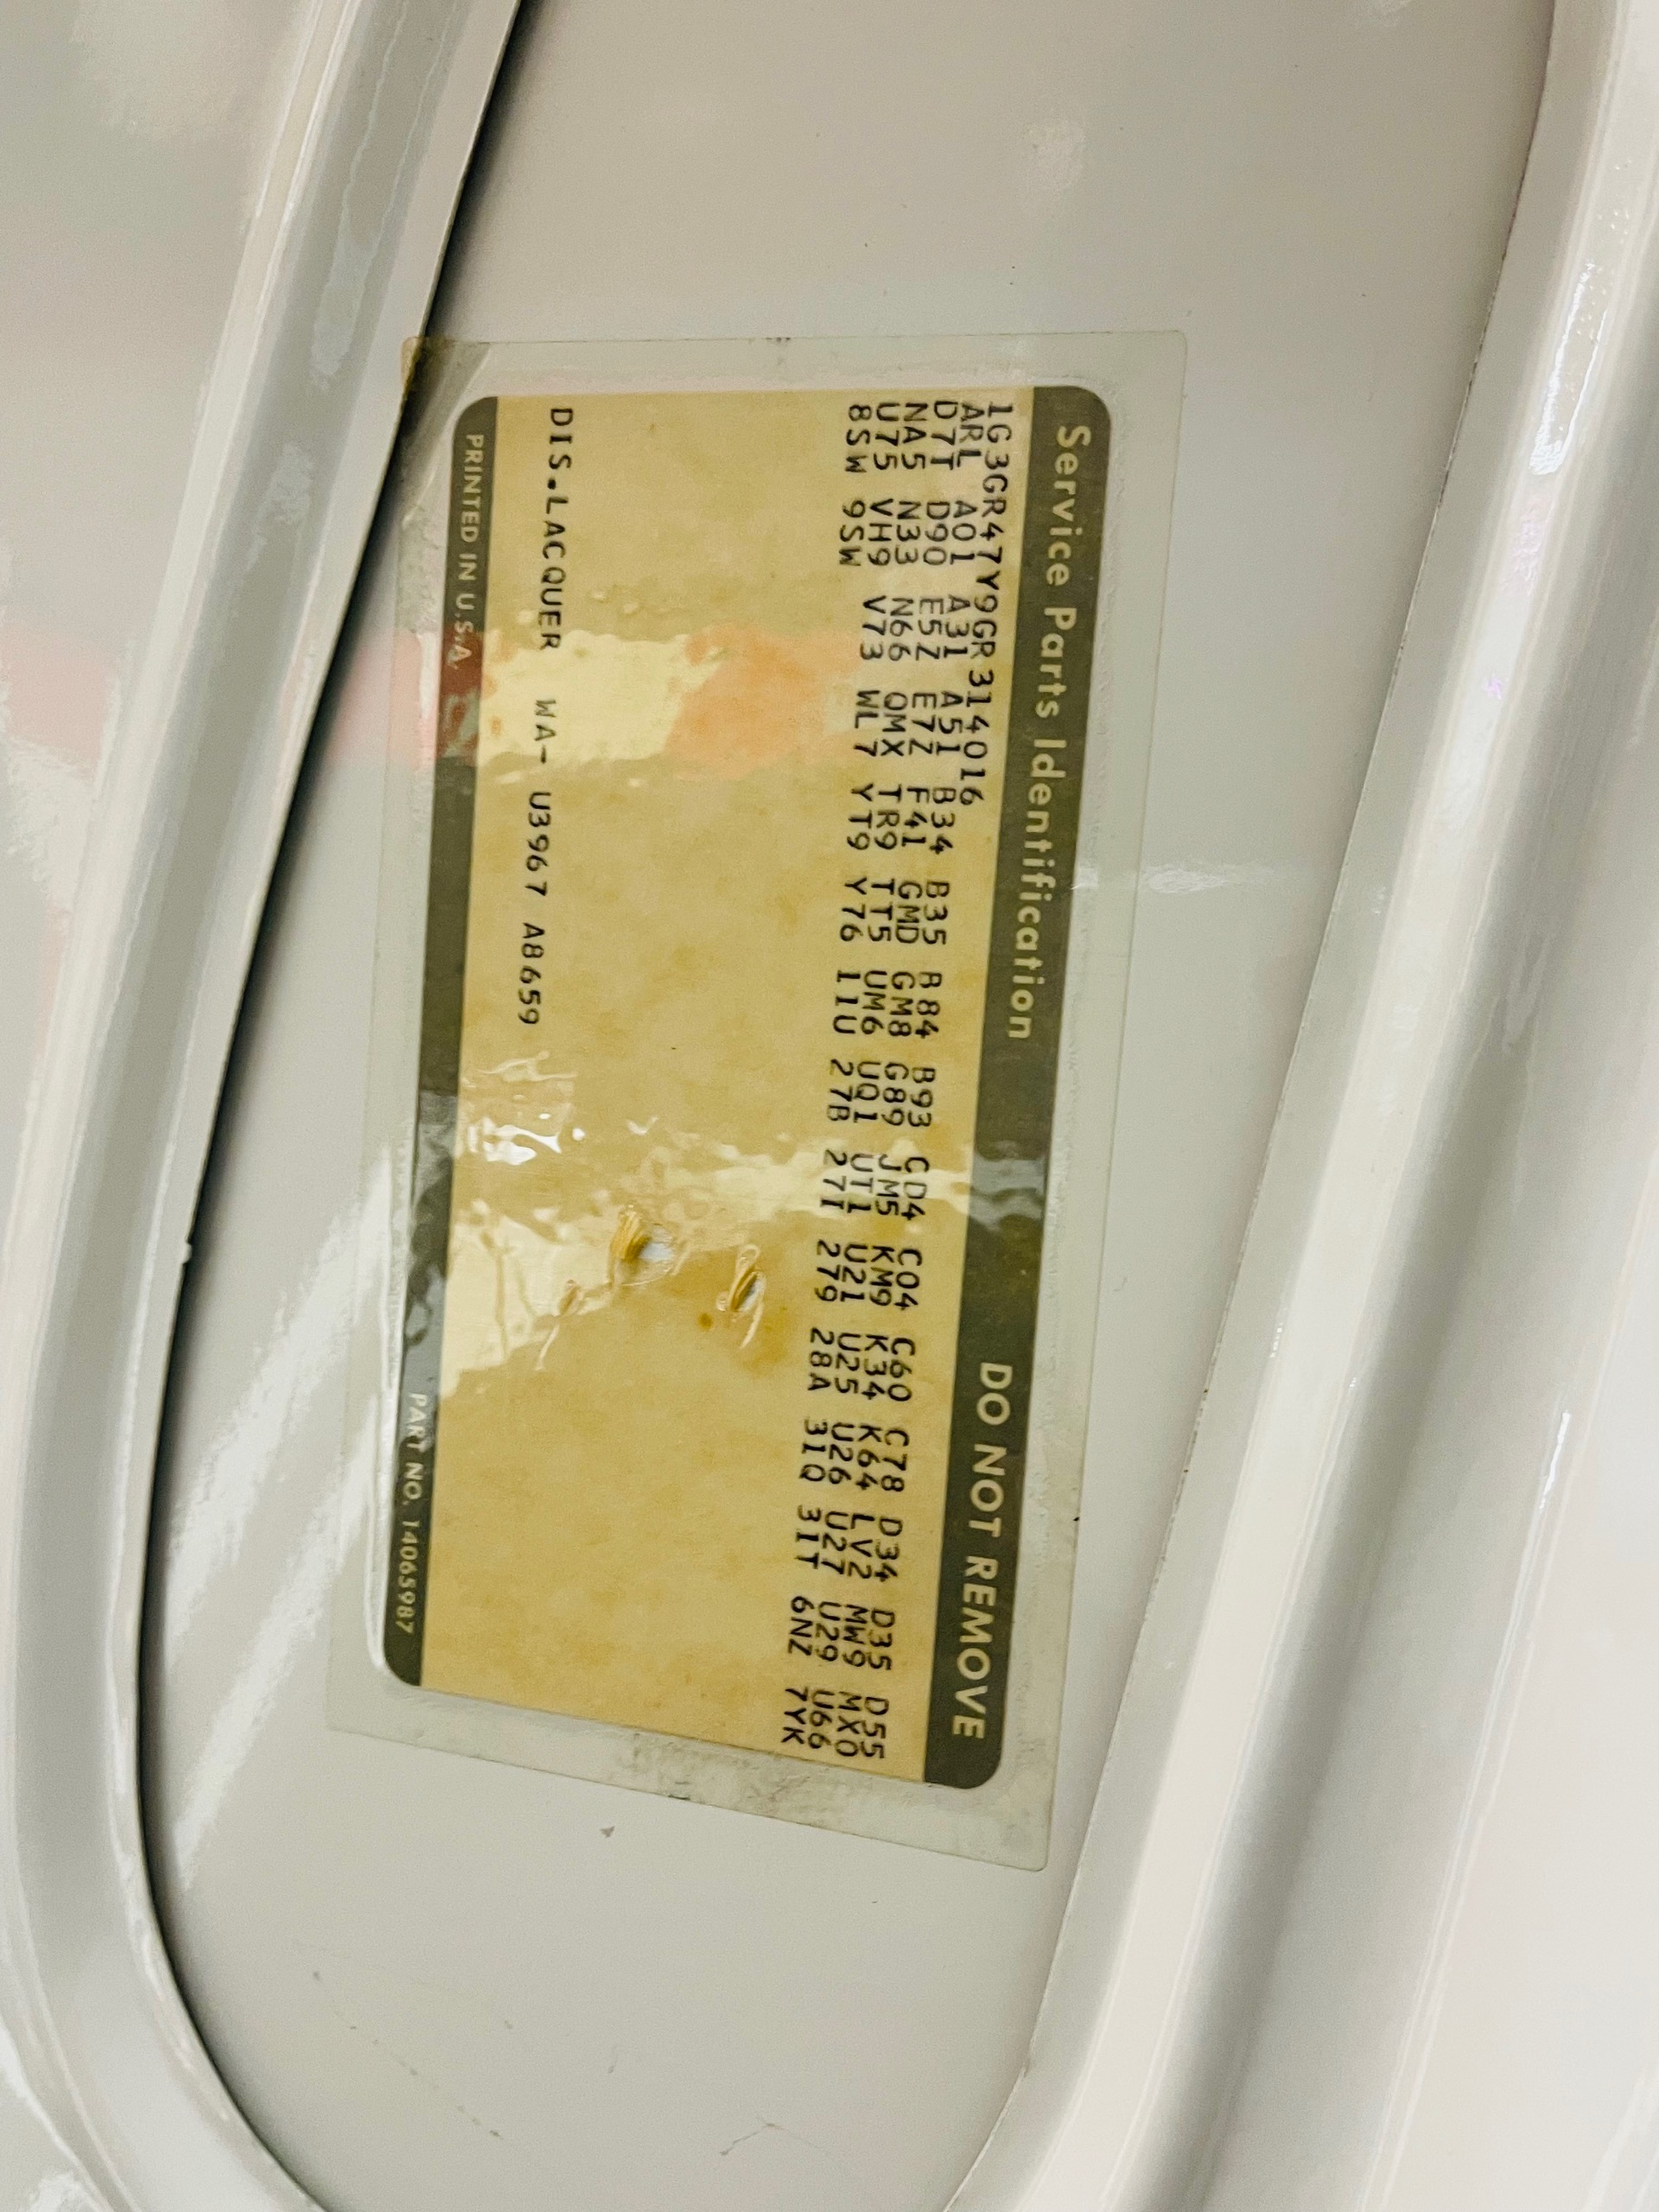 Service Parts Identification DO NOT REMOVE
1G3GR47Y9GR314016
ARL A01 A31 A51 B34 B35 B84 B93 CD4 C04 C60 C78 D34 D35 D55
D7T D90 E5Z E7Z F41 GMD GM8 G89 JM5 KM9 K34 K64 LV2 MW9 MX0
NA5 N33 N66 QMX TR9 TT5 UM6 UQ1 UT1 U21 U25 U26 U27 U29 U66
U75 VH9 V73 WL7 YT9 Y76 11U 27B 27I 279 28A 31Q 31T 6NZ 7YK
8SW 9SW
DIS.LACQUER WA- U3967 A8659
PRINTED IN U.S.A. PART NO. 14065987